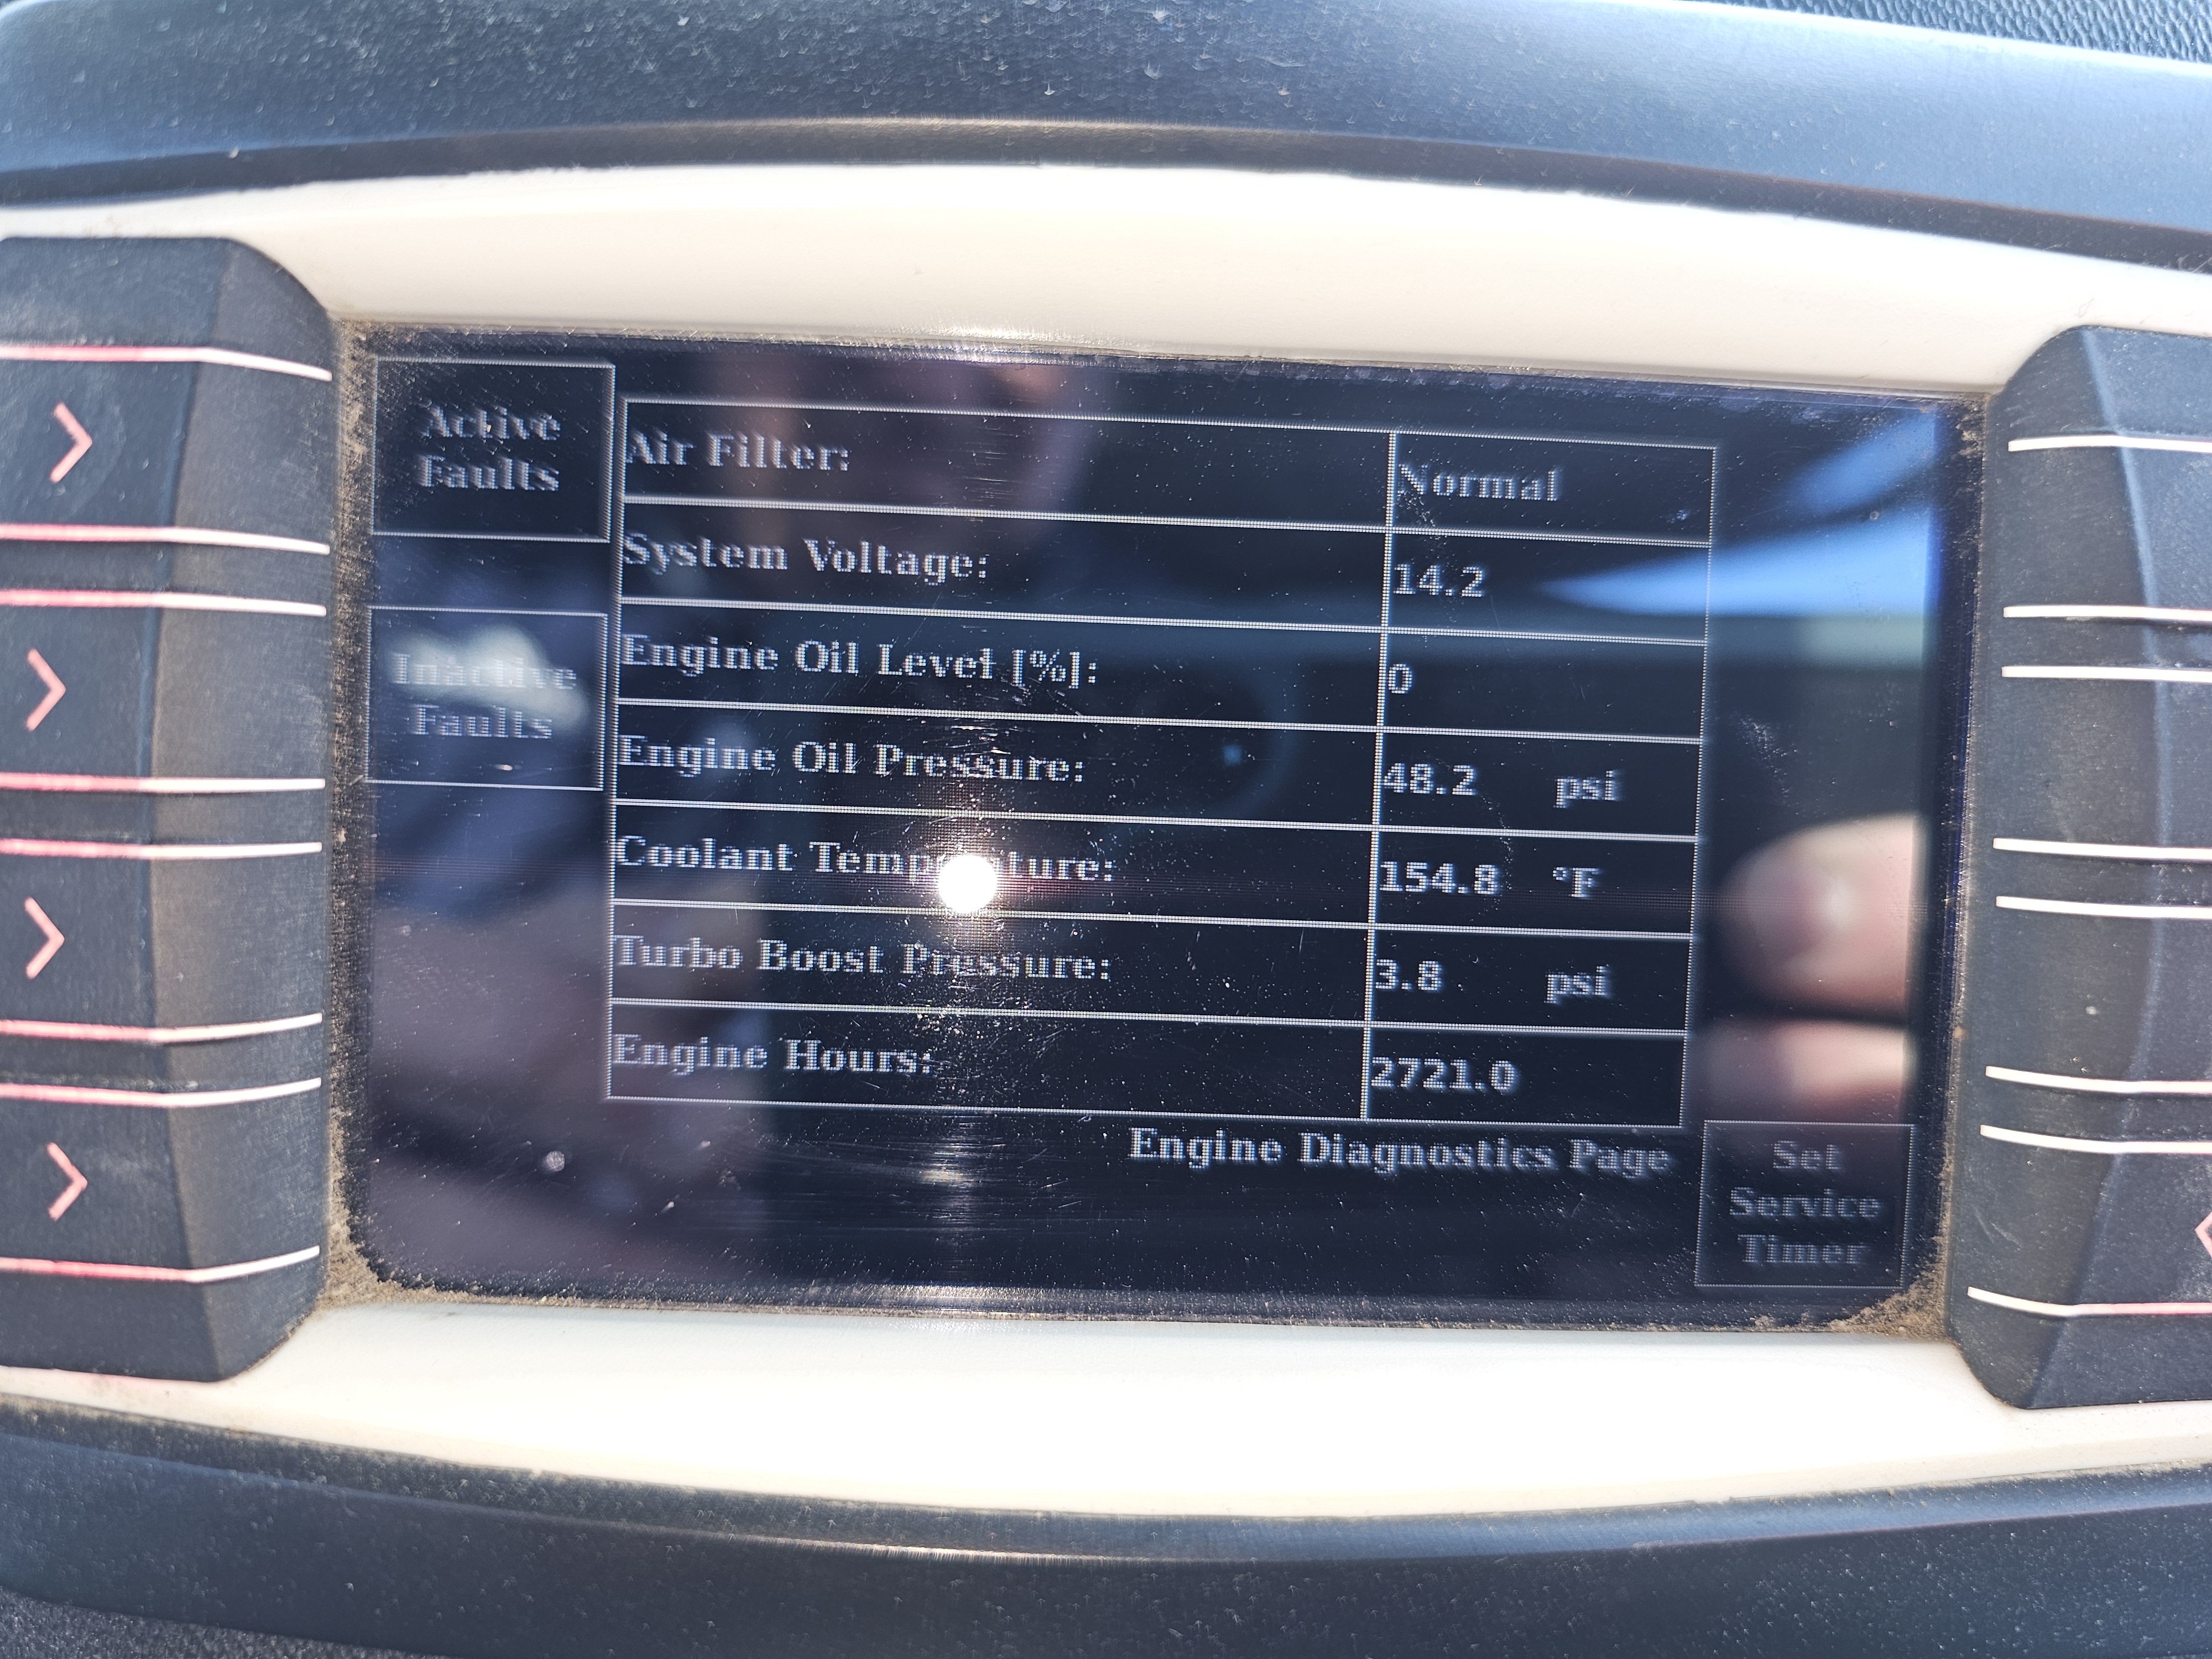 Active
Faults
Inactive
Faults
Air Filter: Normal
System Voltage: 14.2
Engine Oil Level [%]: 0
Engine Oil Pressure: 48.2 psi
Coolant Temperature: 154.8 °F
Turbo Boost Pressure: 3.8 psi
Engine Hours: 2721.0
Engine Diagnostics Page
Set
Service
Timer